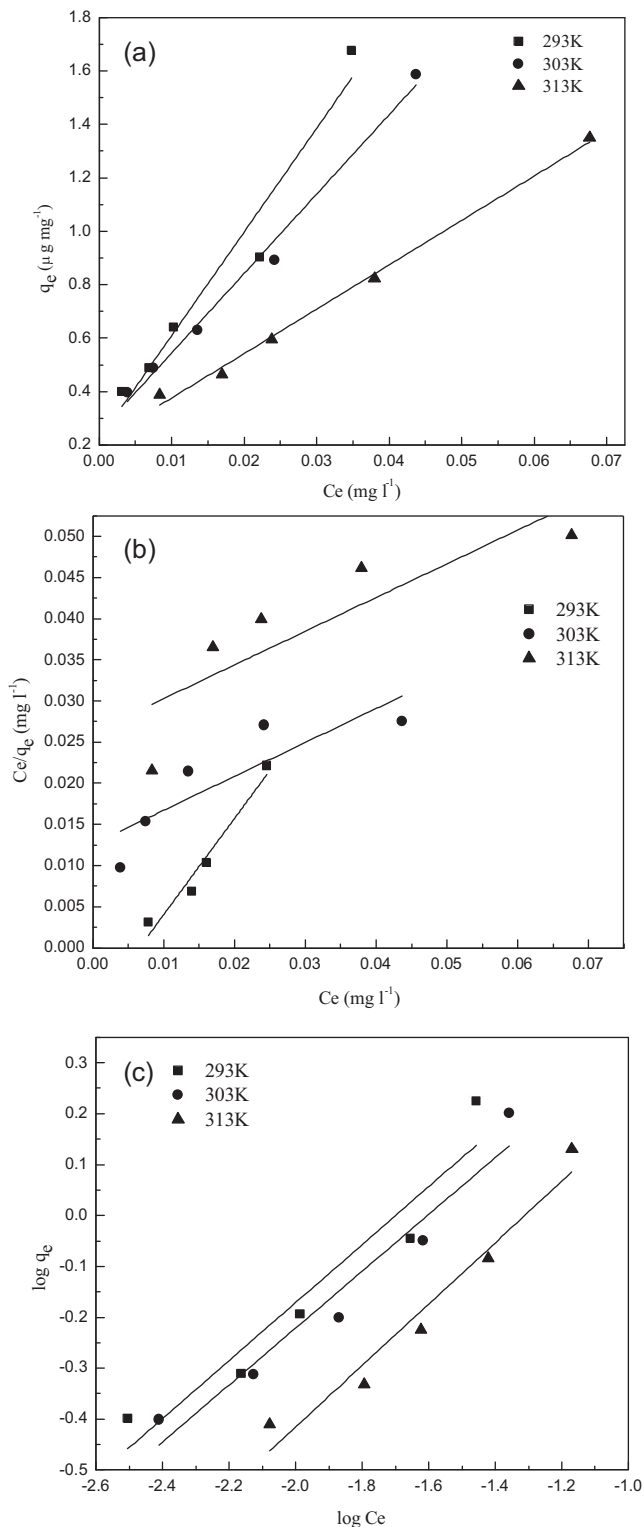 (a)
293K
303K
313K
1.8
1.6
1.4
1.2
1.0
0.8
0.6
0.4
0.2
qe (μ g mg-1)
0.00 0.01 0.02 0.03 0.04 0.05 0.06 0.07
Ce (mg l-1)
(b)
293K
303K
313K
0.050
0.045
0.040
0.035
0.030
0.025
0.020
0.015
0.010
0.005
0.000
Ce/qe (mg l-1)
0.00 0.01 0.02 0.03 0.04 0.05 0.06 0.07
Ce (mg l-1)
(c)
293K
303K
313K
0.3
0.2
0.1
0.0
-0.1
-0.2
-0.3
-0.4
-0.5
log qe
-2.6 -2.4 -2.2 -2.0 -1.8 -1.6 -1.4 -1.2 -1.0
log Ce